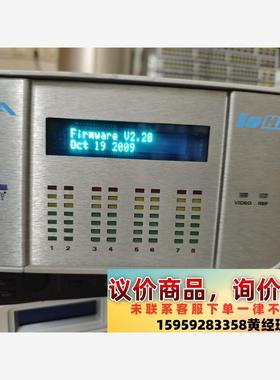 Firmware V2.20
Oct 19 2009
VIDEO REF
1 2 3 4 5 6 7 8
议价商品，询价
未联系客服下单一律不
15959283358黄经理